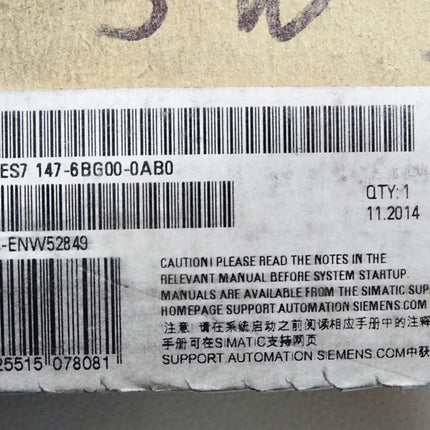 ES7 147-6BG00-0AB0
QTY: 1
11.2014
-ENW52849
CAUTION! PLEASE READ THE NOTES IN THE
RELEVANT MANUAL BEFORE SYSTEM STARTUP.
MANUALS ARE AVAILABLE FROM THE SIMATIC SUP
HOMEPAGE SUPPORT AUTOMATION SIEMENS.COM
注意! 请在系统启动之前阅读相应手册中的注释
手册可在SIMATIC支持网页
SUPPORT AUTOMATION SIEMENS.COM中获
25515 078081